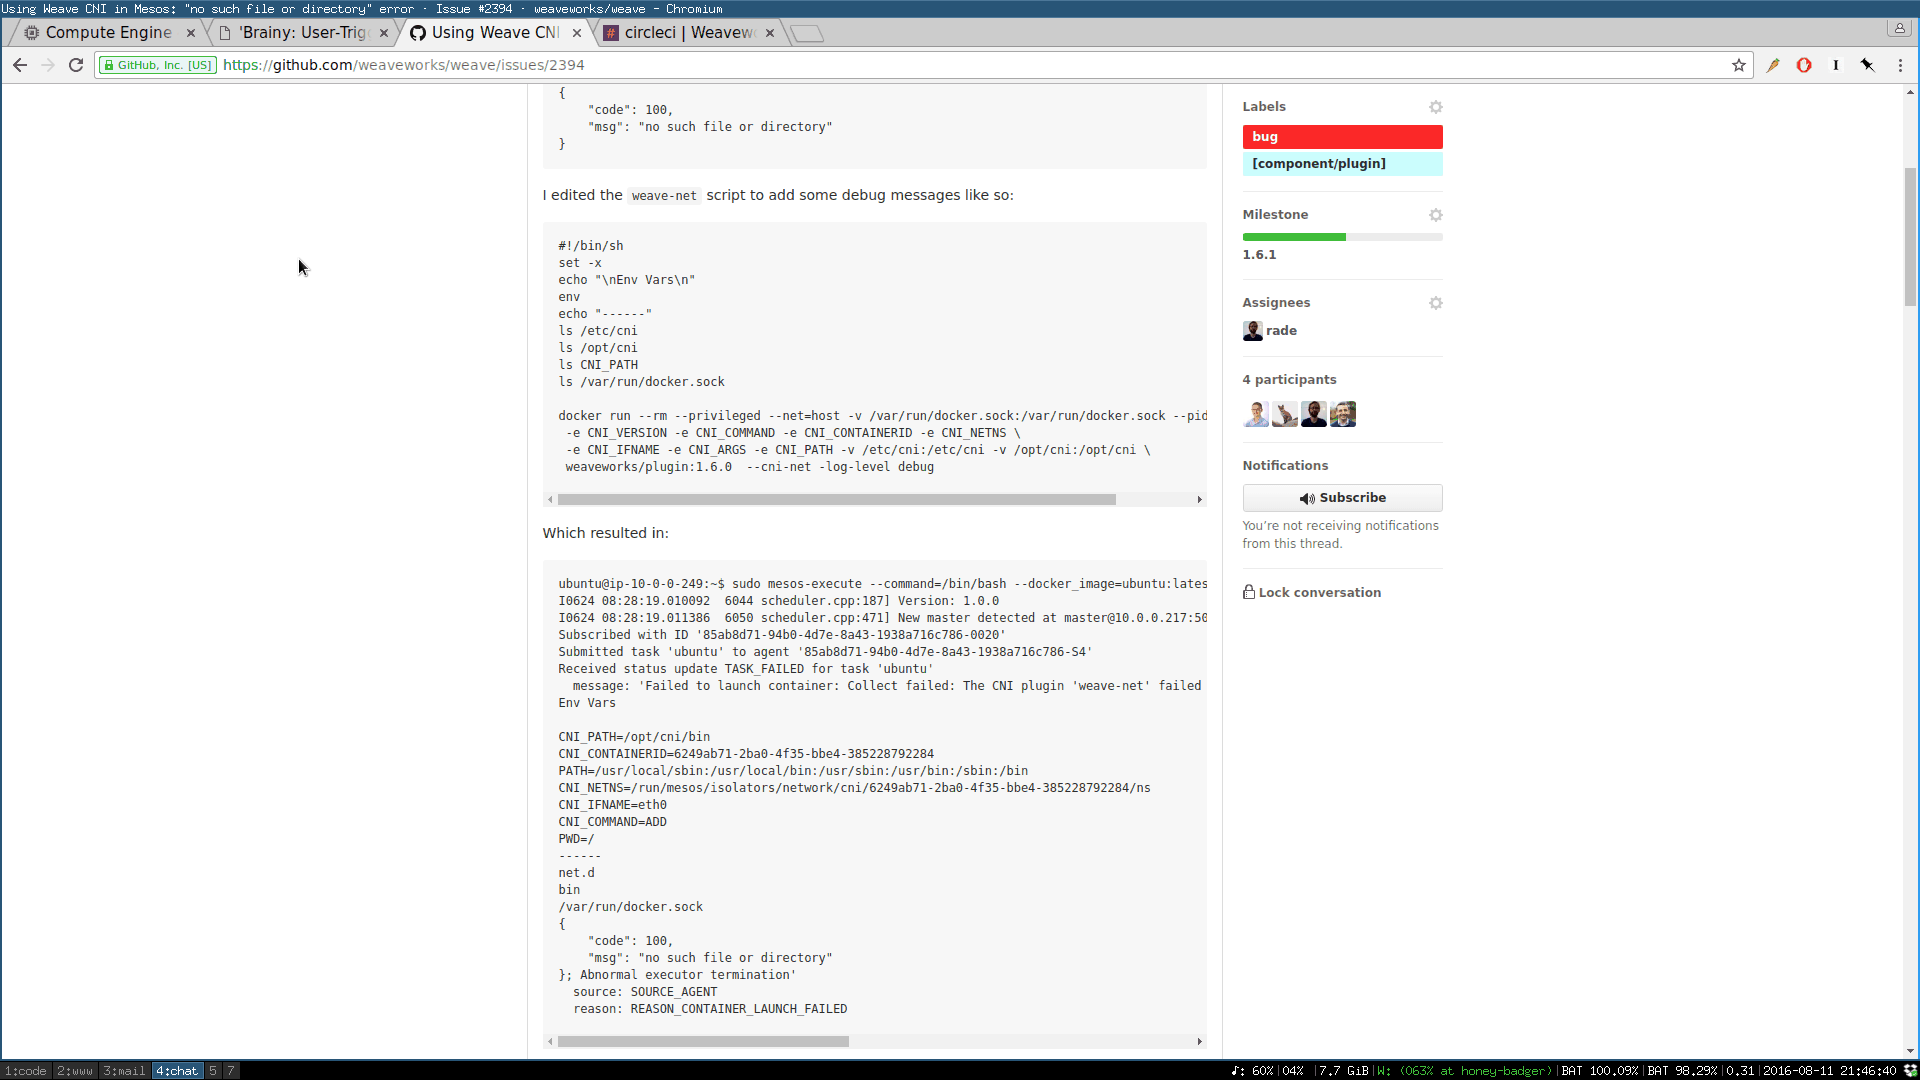 Using Weave CNI in Mesos: "no such file or directory" error · Issue #2394 · weaveworks/weave - Chromium
Compute Engine
'Brainy: User-Trig
Using Weave CNI
circleci | Weavew
GitHub, Inc. [US]
https://github.com/weaveworks/weave/issues/2394
{
"code": 100,
"msg": "no such file or directory"
}
I edited the weave-net script to add some debug messages like so:
#!/bin/sh
set -x
echo "\nEnv Vars\n"
env
echo "------"
ls /etc/cni
ls /opt/cni
ls CNI_PATH
ls /var/run/docker.sock
docker run --rm --privileged --net=host -v /var/run/docker.sock:/var/run/docker.sock --pid
-e CNI_VERSION -e CNI_COMMAND -e CNI_CONTAINERID -e CNI_NETNS \
-e CNI_IFNAME -e CNI_ARGS -e CNI_PATH -v /etc/cni:/etc/cni -v /opt/cni:/opt/cni \
weaveworks/plugin:1.6.0  --cni-net -log-level debug
Which resulted in:
ubuntu@ip-10-0-0-249:~$ sudo mesos-execute --command=/bin/bash --docker_image=ubuntu:lates
I0624 08:28:19.010092  6044 scheduler.cpp:187] Version: 1.0.0
I0624 08:28:19.011386  6050 scheduler.cpp:471] New master detected at master@10.0.0.217:50
Subscribed with ID '85ab8d71-94b0-4d7e-8a43-1938a716c786-0020'
Submitted task 'ubuntu' to agent '85ab8d71-94b0-4d7e-8a43-1938a716c786-S4'
Received status update TASK_FAILED for task 'ubuntu'
message: 'Failed to launch container: Collect failed: The CNI plugin 'weave-net' failed
Env Vars
CNI_PATH=/opt/cni/bin
CNI_CONTAINERID=6249ab71-2ba0-4f35-bbe4-385228792284
PATH=/usr/local/sbin:/usr/local/bin:/usr/sbin:/usr/bin:/sbin:/bin
CNI_NETNS=/run/mesos/isolators/network/cni/6249ab71-2ba0-4f35-bbe4-385228792284/ns
CNI_IFNAME=eth0
CNI_COMMAND=ADD
PWD=/
------
net.d
bin
/var/run/docker.sock
{
"code": 100,
"msg": "no such file or directory"
}; Abnormal executor termination'
source: SOURCE_AGENT
reason: REASON_CONTAINER_LAUNCH_FAILED
Labels
bug
[component/plugin]
Milestone
1.6.1
Assignees
rade
4 participants
Notifications
Subscribe
You're not receiving notifications
from this thread.
Lock conversation
1:code 2:www 3:mail 4:chat 5 7
♪: 60%|04% |7.7 GiB|W: (063% at honey-badger)|BAT 100.09%|BAT 98.29%|0.31|2016-08-11 21:46:40